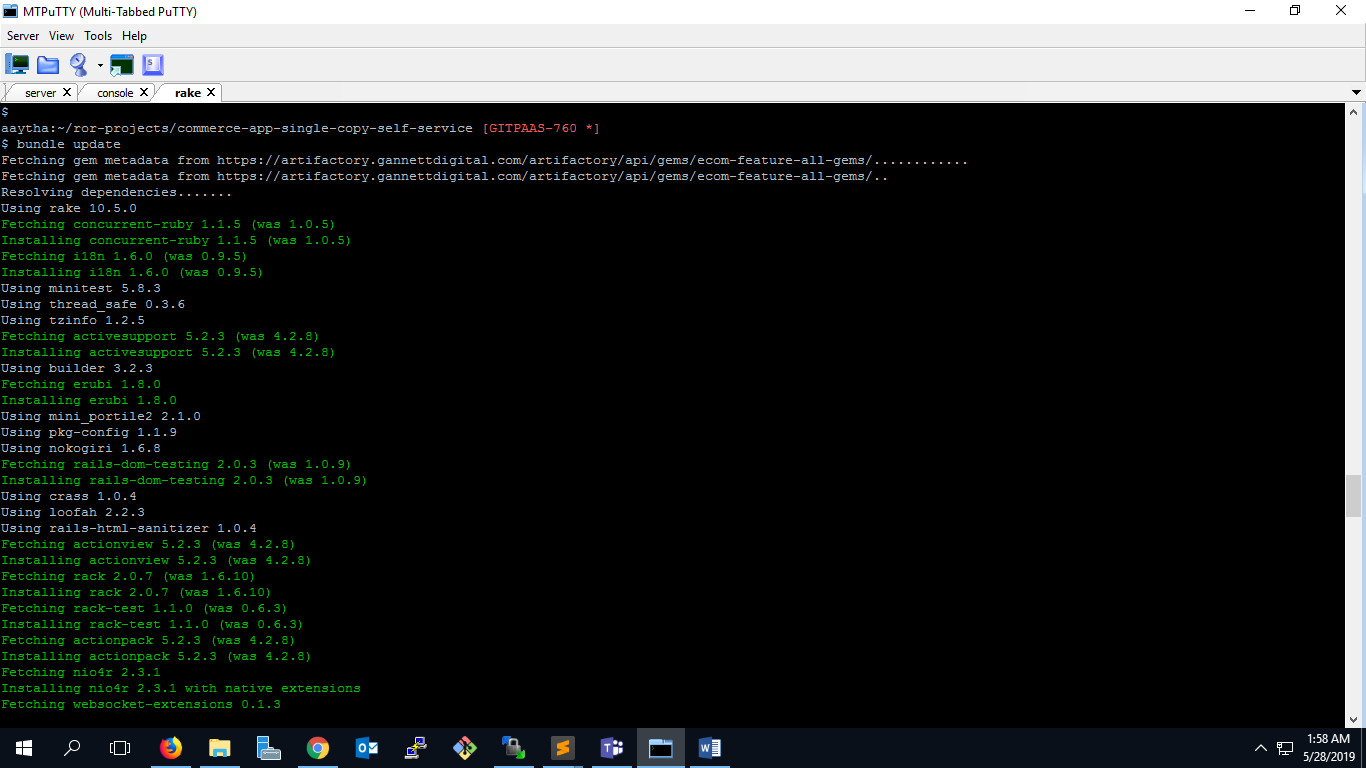 MTPuTTY (Multi-Tabbed PuTTY)
Server View Tools Help
server console rake
$
aaytha:~/ror-projects/commerce-app-single-copy-self-service [GITPAAS-760 *]
$ bundle update
Fetching gem metadata from https://artifactory.gannettdigital.com/artifactory/api/gems/ecom-feature-all-gems/............
Fetching gem metadata from https://artifactory.gannettdigital.com/artifactory/api/gems/ecom-feature-all-gems/..
Resolving dependencies.......
Using rake 10.5.0
Fetching concurrent-ruby 1.1.5 (was 1.0.5)
Installing concurrent-ruby 1.1.5 (was 1.0.5)
Fetching i18n 1.6.0 (was 0.9.5)
Installing i18n 1.6.0 (was 0.9.5)
Using minitest 5.8.3
Using thread_safe 0.3.6
Using tzinfo 1.2.5
Fetching activesupport 5.2.3 (was 4.2.8)
Installing activesupport 5.2.3 (was 4.2.8)
Using builder 3.2.3
Fetching erubi 1.8.0
Installing erubi 1.8.0
Using mini_portile2 2.1.0
Using pkg-config 1.1.9
Using nokogiri 1.6.8
Fetching rails-dom-testing 2.0.3 (was 1.0.9)
Installing rails-dom-testing 2.0.3 (was 1.0.9)
Using crass 1.0.4
Using loofah 2.2.3
Using rails-html-sanitizer 1.0.4
Fetching actionview 5.2.3 (was 4.2.8)
Installing actionview 5.2.3 (was 4.2.8)
Fetching rack 2.0.7 (was 1.6.10)
Installing rack 2.0.7 (was 1.6.10)
Fetching rack-test 1.1.0 (was 0.6.3)
Installing rack-test 1.1.0 (was 0.6.3)
Fetching actionpack 5.2.3 (was 4.2.8)
Installing actionpack 5.2.3 (was 4.2.8)
Fetching nio4r 2.3.1
Installing nio4r 2.3.1 with native extensions
Fetching websocket-extensions 0.1.3
1:58 AM
5/28/2019